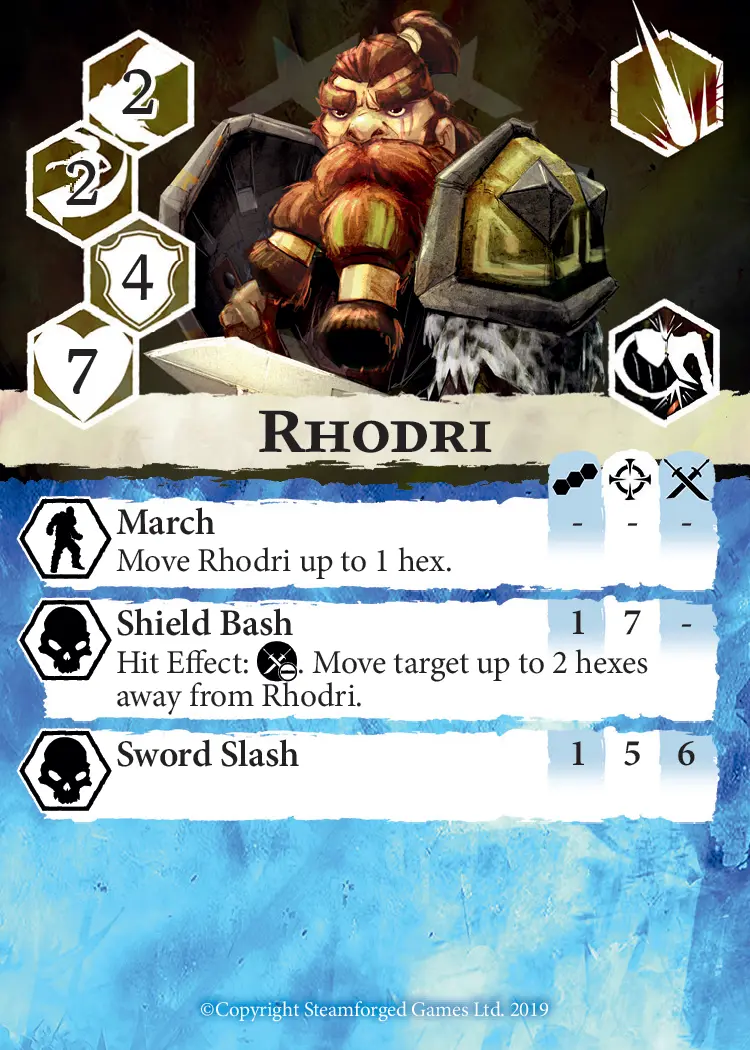 2
2
4
7
Rhodri
March - - -
Move Rhodri up to 1 hex.
Shield Bash 1 7 -
Hit Effect: . Move target up to 2 hexes
away from Rhodri.
Sword Slash 1 5 6
©Copyright Steamforged Games Ltd. 2019